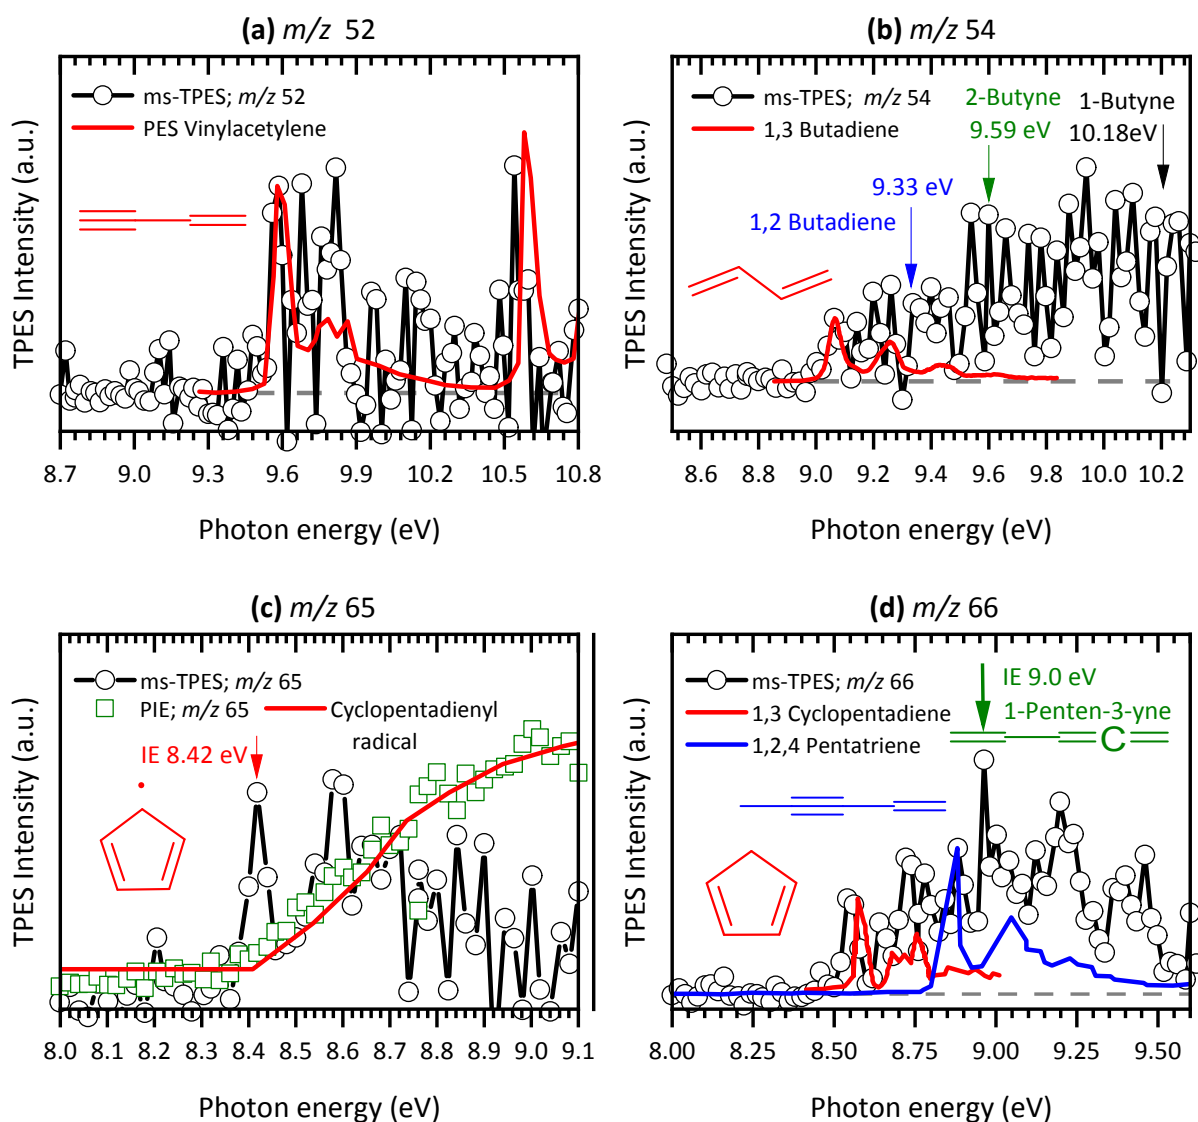 (a) m/z 52
TPES Intensity (a.u.)
ms-TPES; m/z 52
PES Vinylacetylene
8.7 9.0 9.3 9.6 9.9 10.2 10.5 10.8
Photon energy (eV)
(b) m/z 54
TPES Intensity (a.u.)
ms-TPES; m/z 54
1,3 Butadiene
2-Butyne
9.59 eV
1-Butyne
10.18eV
9.33 eV
1,2 Butadiene
8.6 8.8 9.0 9.2 9.4 9.6 9.8 10.0 10.2
Photon energy (eV)
(c) m/z 65
TPES Intensity (a.u.)
ms-TPES; m/z 65
PIE; m/z 65
Cyclopentadienyl
radical
IE 8.42 eV
8.0 8.1 8.2 8.3 8.5 8.6 8.7 8.8 8.9 9.0 9.1
Photon energy (eV)
(d) m/z 66
TPES Intensity (a.u.)
ms-TPES; m/z 66
1,3 Cyclopentadiene
1,2,4 Pentatriene
IE 9.0 eV
1-Penten-3-yne
C
8.00 8.25 8.50 8.75 9.00 9.25 9.50
Photon energy (eV)